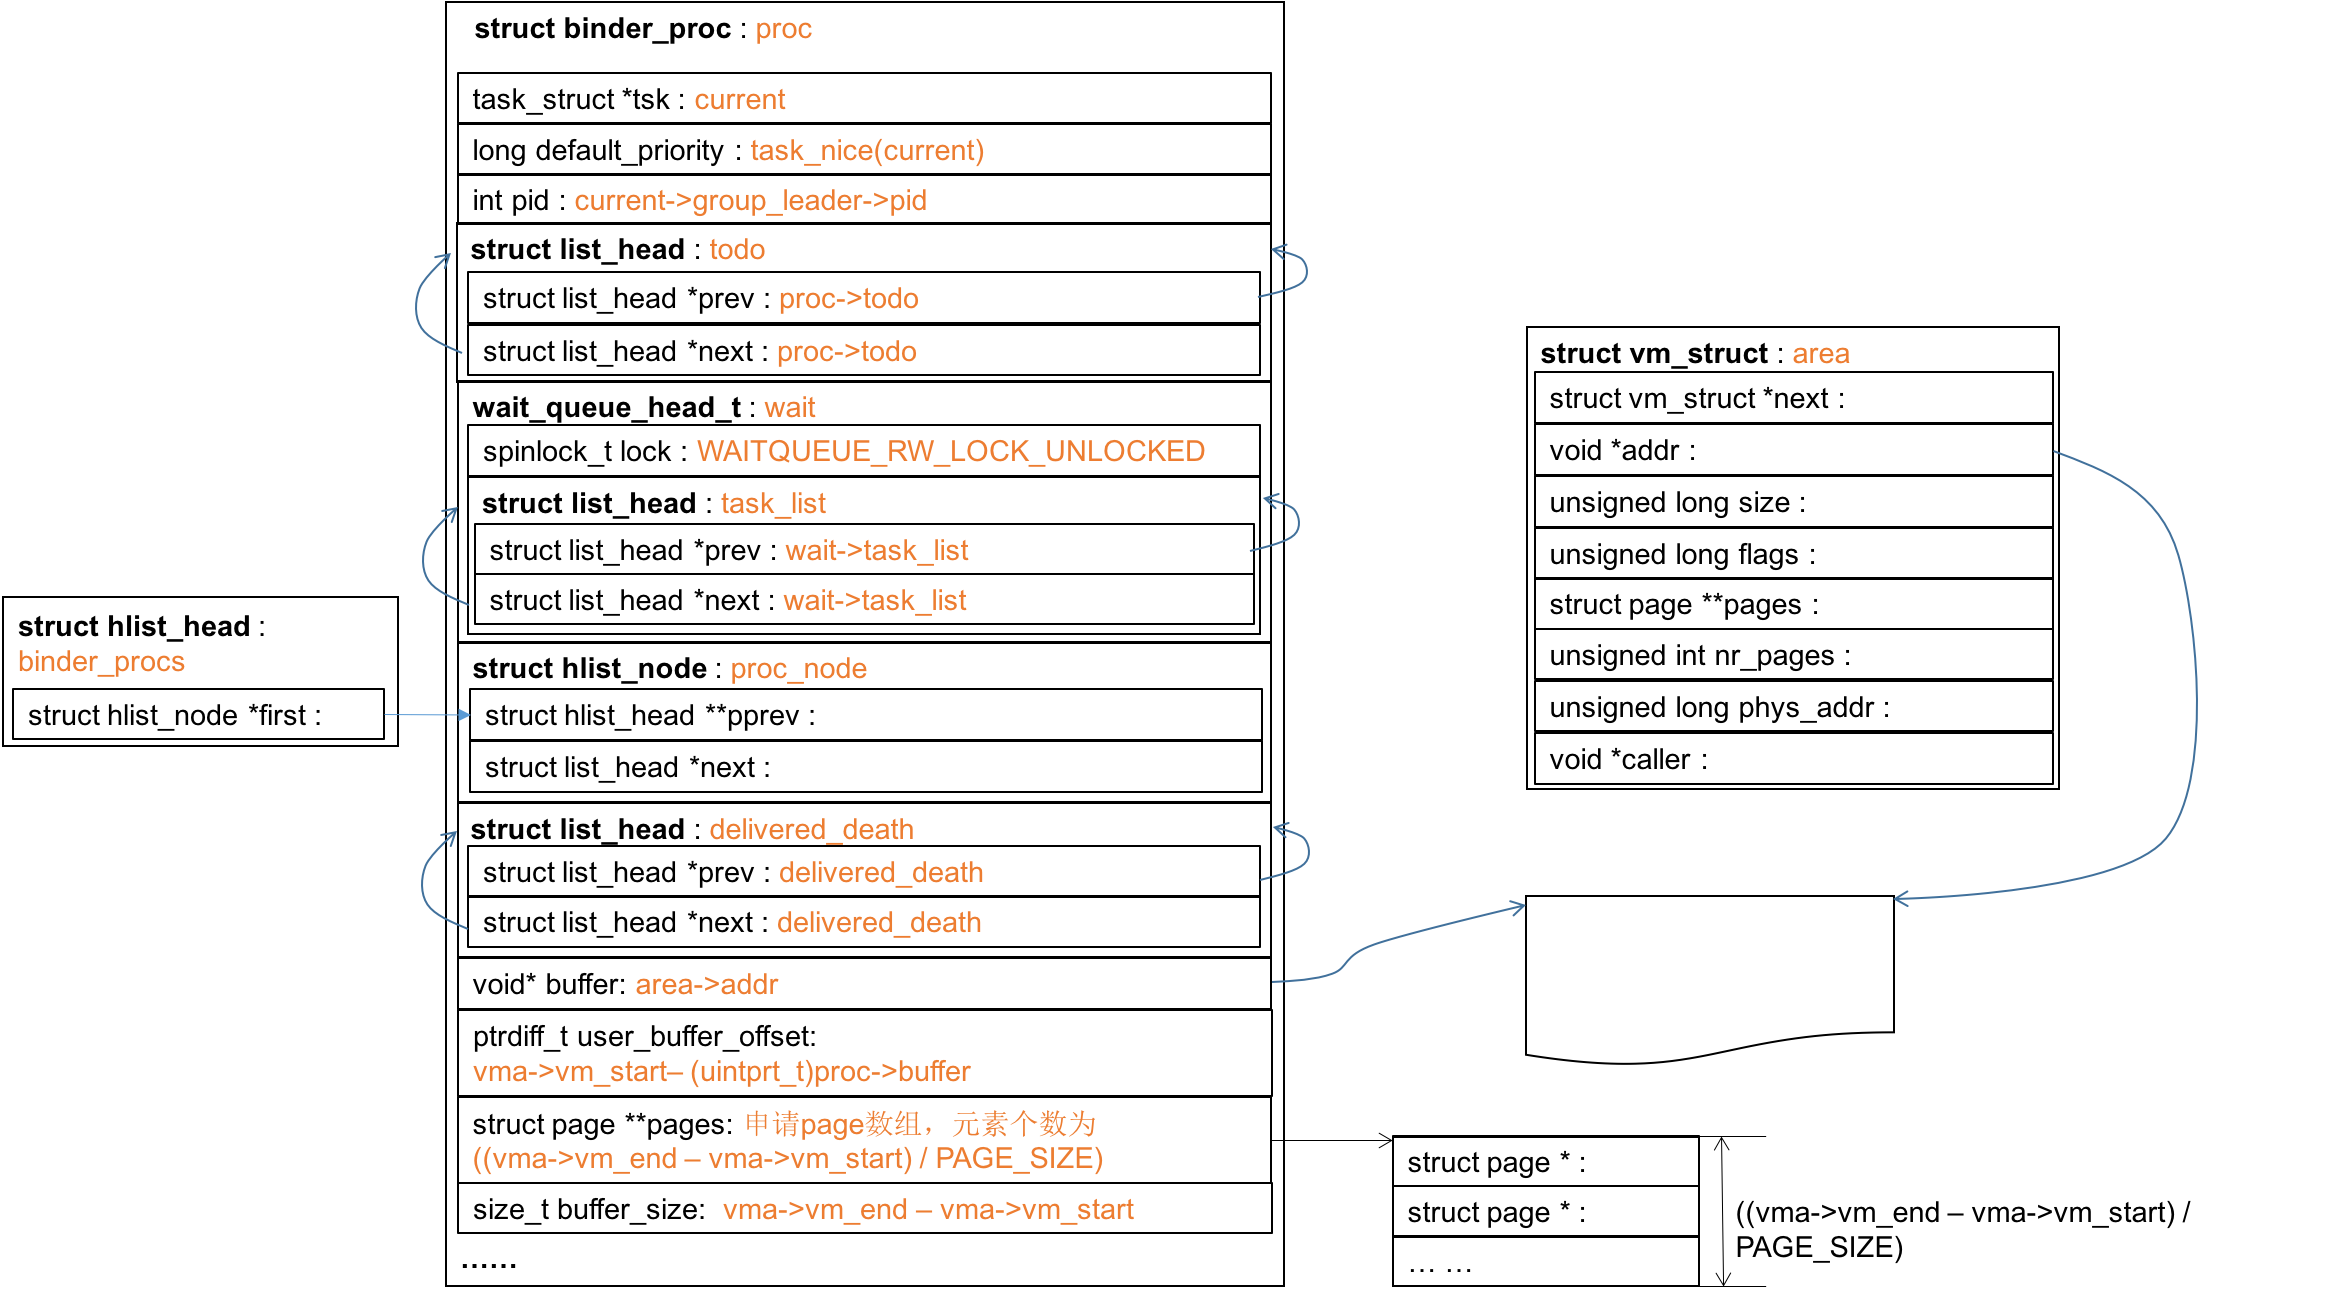 struct binder_proc : proc
task_struct *tsk : current
long default_priority : task_nice(current)
int pid : current->group_leader->pid
struct list_head : todo
struct list_head *prev : proc->todo
struct list_head *next : proc->todo
wait_queue_head_t : wait
spinlock_t lock : WAITQUEUE_RW_LOCK_UNLOCKED
struct list_head : task_list
struct list_head *prev : wait->task_list
struct list_head *next : wait->task_list
struct hlist_head :
binder_procs
struct hlist_node *first :
struct hlist_node : proc_node
struct hlist_head **pprev :
struct list_head *next :
struct list_head : delivered_death
struct list_head *prev : delivered_death
struct list_head *next : delivered_death
void* buffer: area->addr
ptrdiff_t user_buffer_offset:
vma->vm_start– (uintprt_t)proc->buffer
struct page **pages: 申请page数组，元素个数为
((vma->vm_end – vma->vm_start) / PAGE_SIZE)
size_t buffer_size: vma->vm_end – vma->vm_start
……
struct vm_struct : area
struct vm_struct *next :
void *addr :
unsigned long size :
unsigned long flags :
struct page **pages :
unsigned int nr_pages :
unsigned long phys_addr :
void *caller :
struct page * :
struct page * :
… …
((vma->vm_end – vma->vm_start) /
PAGE_SIZE)